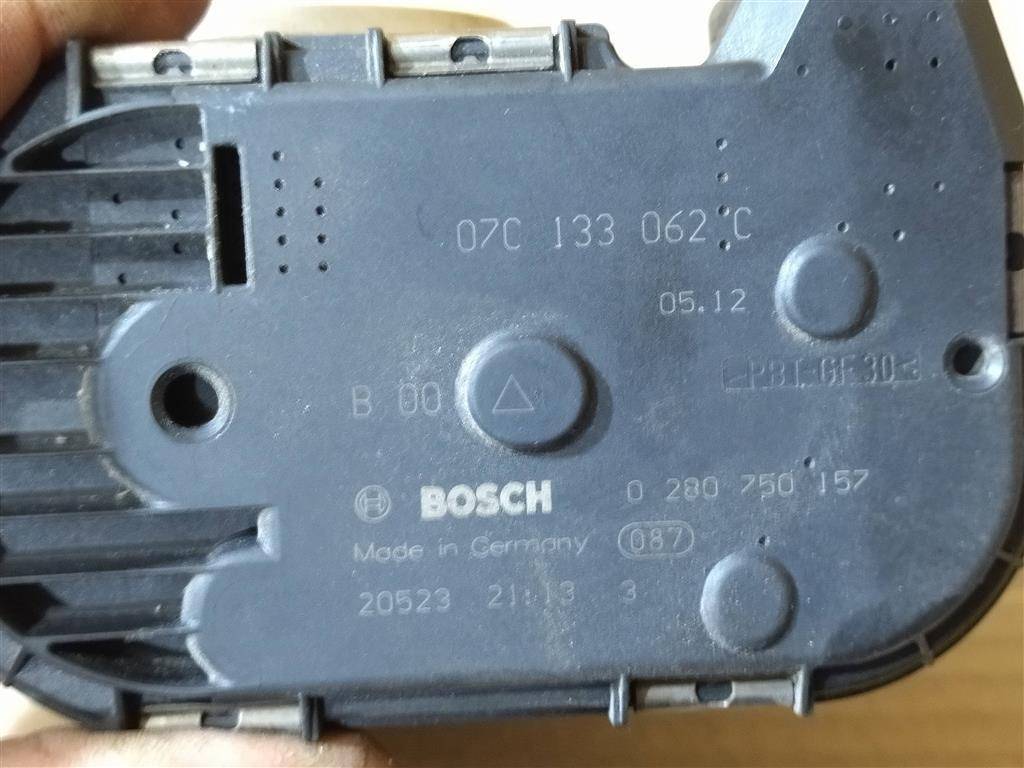 07C 133 062 C
05.12
>PBT-GF30<
B 00
BOSCH 0 280 750 157
Made in Germany 087
20523 21:13 3